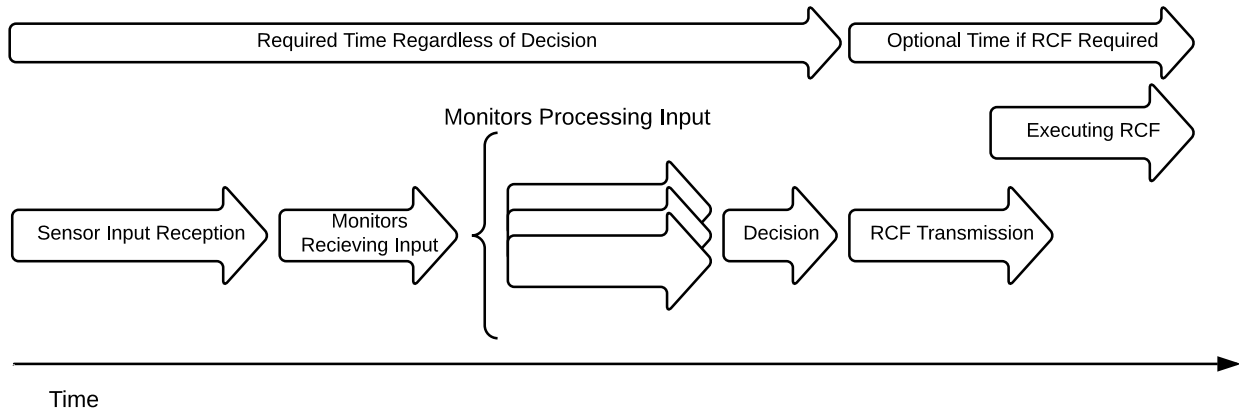 Required Time Regardless of Decision
Optional Time if RCF Required
Monitors Processing Input
Executing RCF
Sensor Input Reception
Monitors
Recieving Input
Decision
RCF Transmission
Time